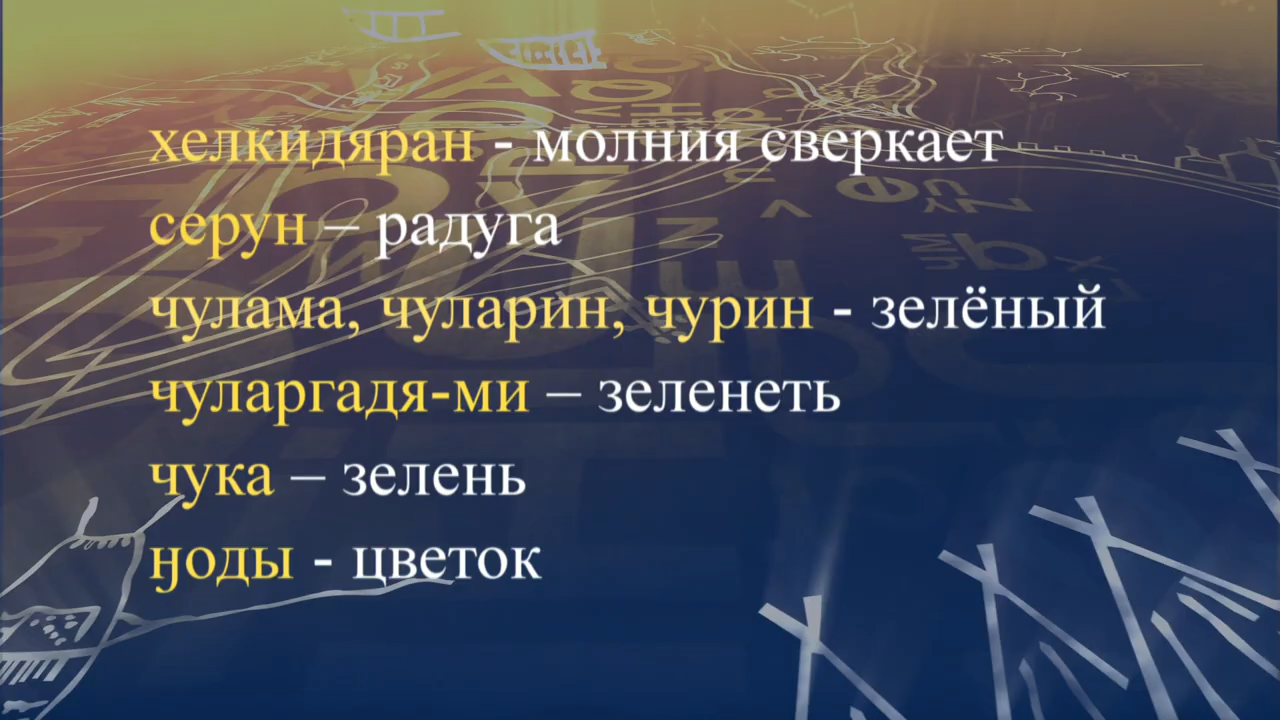 хелкидяран - молния сверкает
серун – радуга
чулама, чуларин, чурин - зелёный
чуларгадя-ми – зеленеть
чука – зелень
ӈоды - цветок